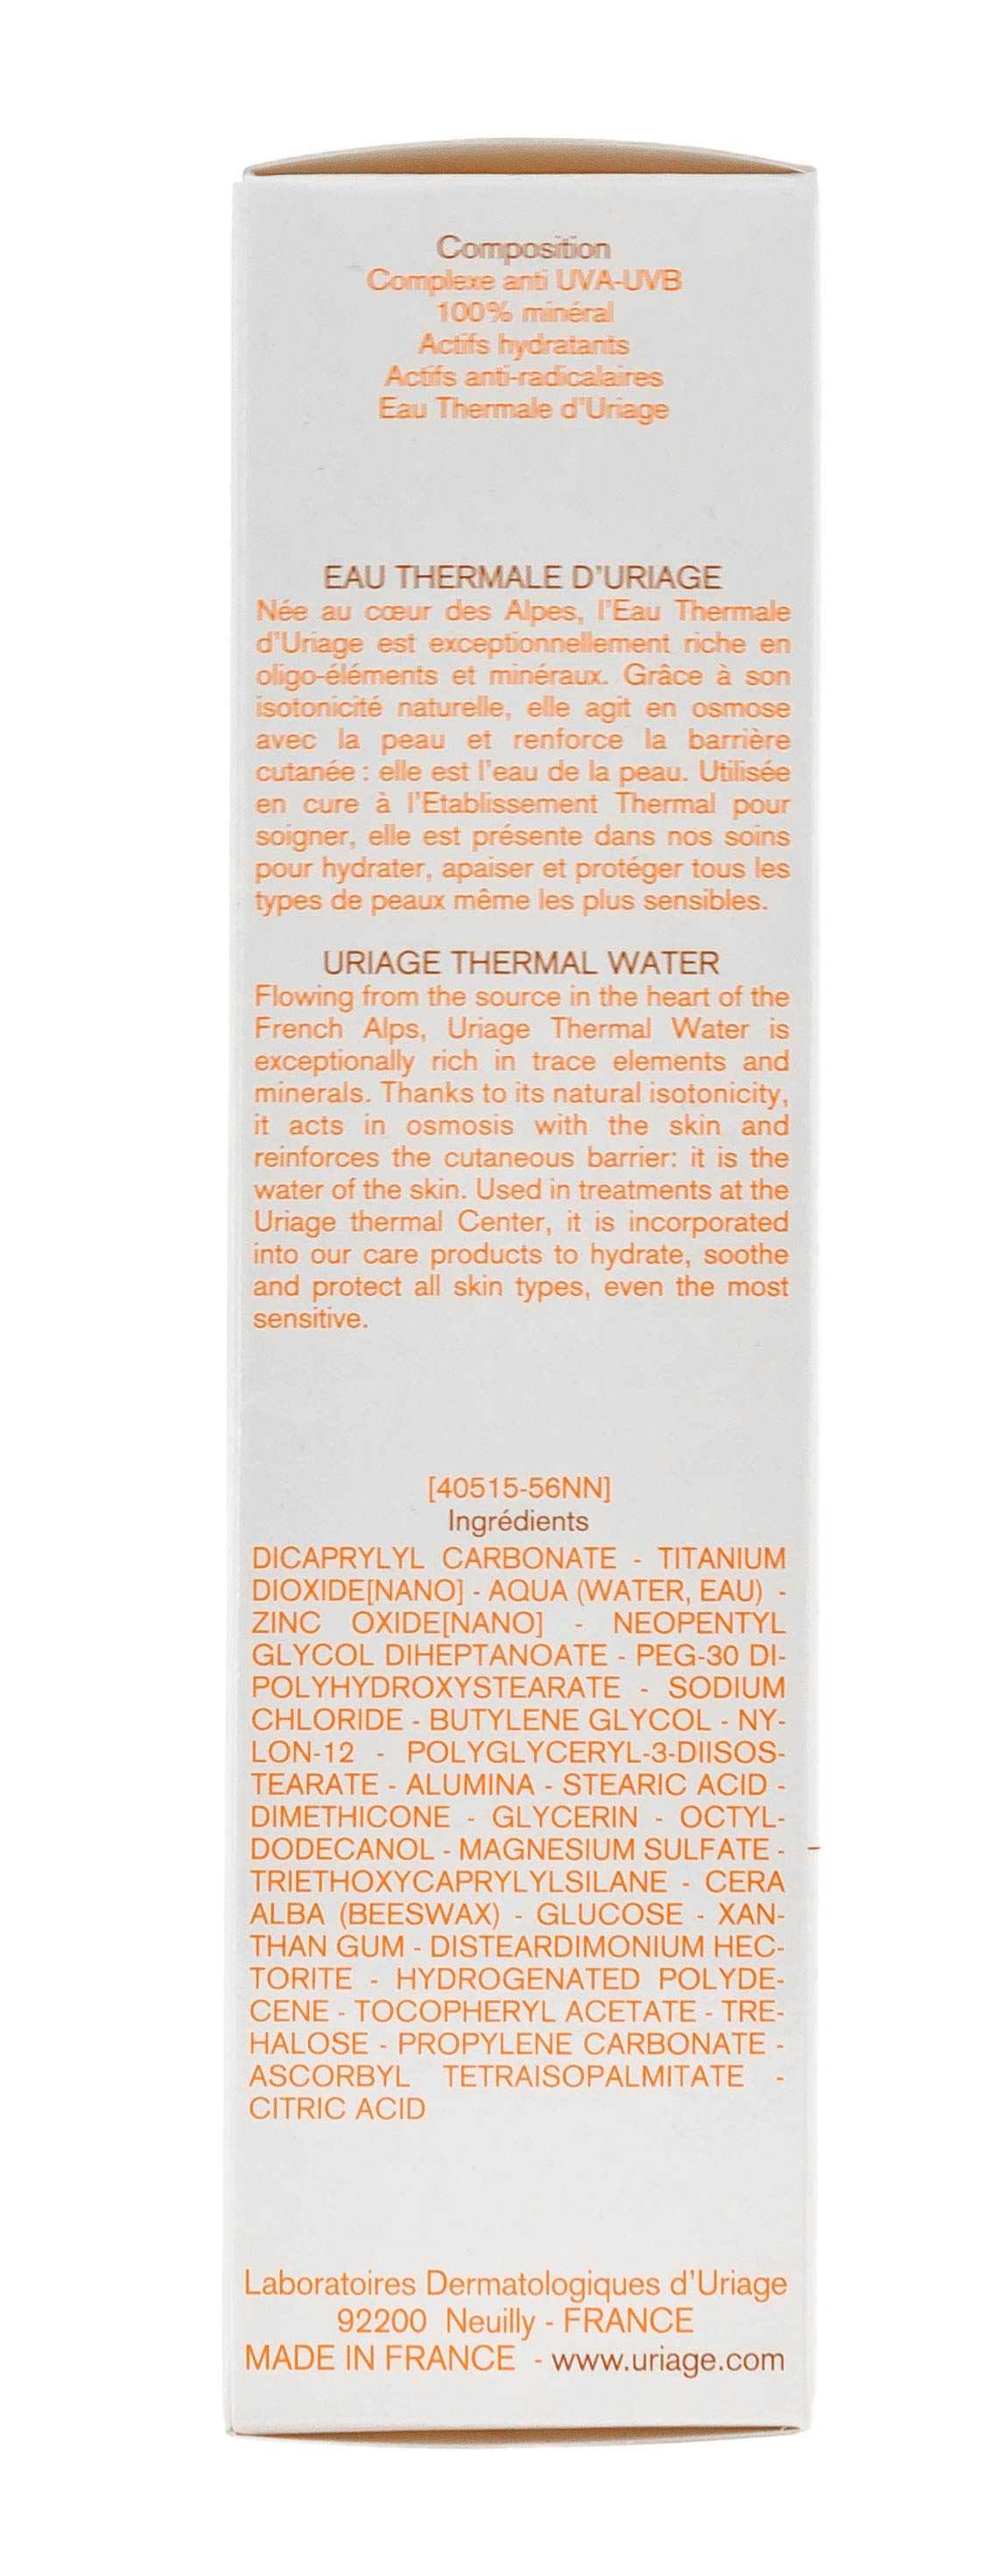 Composition
Complexe anti UVA-UVB
100% minéral
Actifs hydratants
Actifs anti-radicalaires
Eau Thermale d'Uriage
EAU THERMALE D'URIAGE
Née au cœur des Alpes, l'Eau Thermale
d'Uriage est exceptionnellement riche en
oligo-éléments et minéraux. Grâce à son
isotonicité naturelle, elle agit en osmose
avec la peau et renforce la barrière
cutanée : elle est l'eau de la peau. Utilisée
en cure à l'Etablissement Thermal pour
soigner, elle est présente dans nos soins
pour hydrater, apaiser et protéger tous les
types de peaux même les plus sensibles.
URIAGE THERMAL WATER
Flowing from the source in the heart of the
French Alps, Uriage Thermal Water is
exceptionally rich in trace elements and
minerals. Thanks to its natural isotonicity,
it acts in osmosis with the skin and
reinforces the cutaneous barrier: it is the
water of the skin. Used in treatments at the
Uriage thermal Center, it is incorporated
into our care products to hydrate, soothe
and protect all skin types, even the most
sensitive.
[40515-56NN]
Ingrédients
DICAPRYLYL CARBONATE - TITANIUM
DIOXIDE[NANO] - AQUA (WATER, EAU) -
ZINC OXIDE[NANO] - NEOPENTYL
GLYCOL DIHEPTANOATE - PEG-30 DI-
POLYHYDROXYSTEARATE - SODIUM
CHLORIDE - BUTYLENE GLYCOL - NY-
LON-12 - POLYGLYCERYL-3-DIISOS-
TEARATE - ALUMINA - STEARIC ACID -
DIMETHICONE - GLYCERIN - OCTYL-
DODECANOL - MAGNESIUM SULFATE -
TRIETHOXYCAPRYLYLSILANE - CERA
ALBA (BEESWAX) - GLUCOSE - XAN-
THAN GUM - DISTEARDIMONIUM HEC-
TORITE - HYDROGENATED POLYDE-
CENE - TOCOPHERYL ACETATE - TRE-
HALOSE - PROPYLENE CARBONATE -
ASCORBYL TETRAISOPALMITATE -
CITRIC ACID
Laboratoires Dermatologiques d'Uriage
92200 Neuilly - FRANCE
MADE IN FRANCE - www.uriage.com